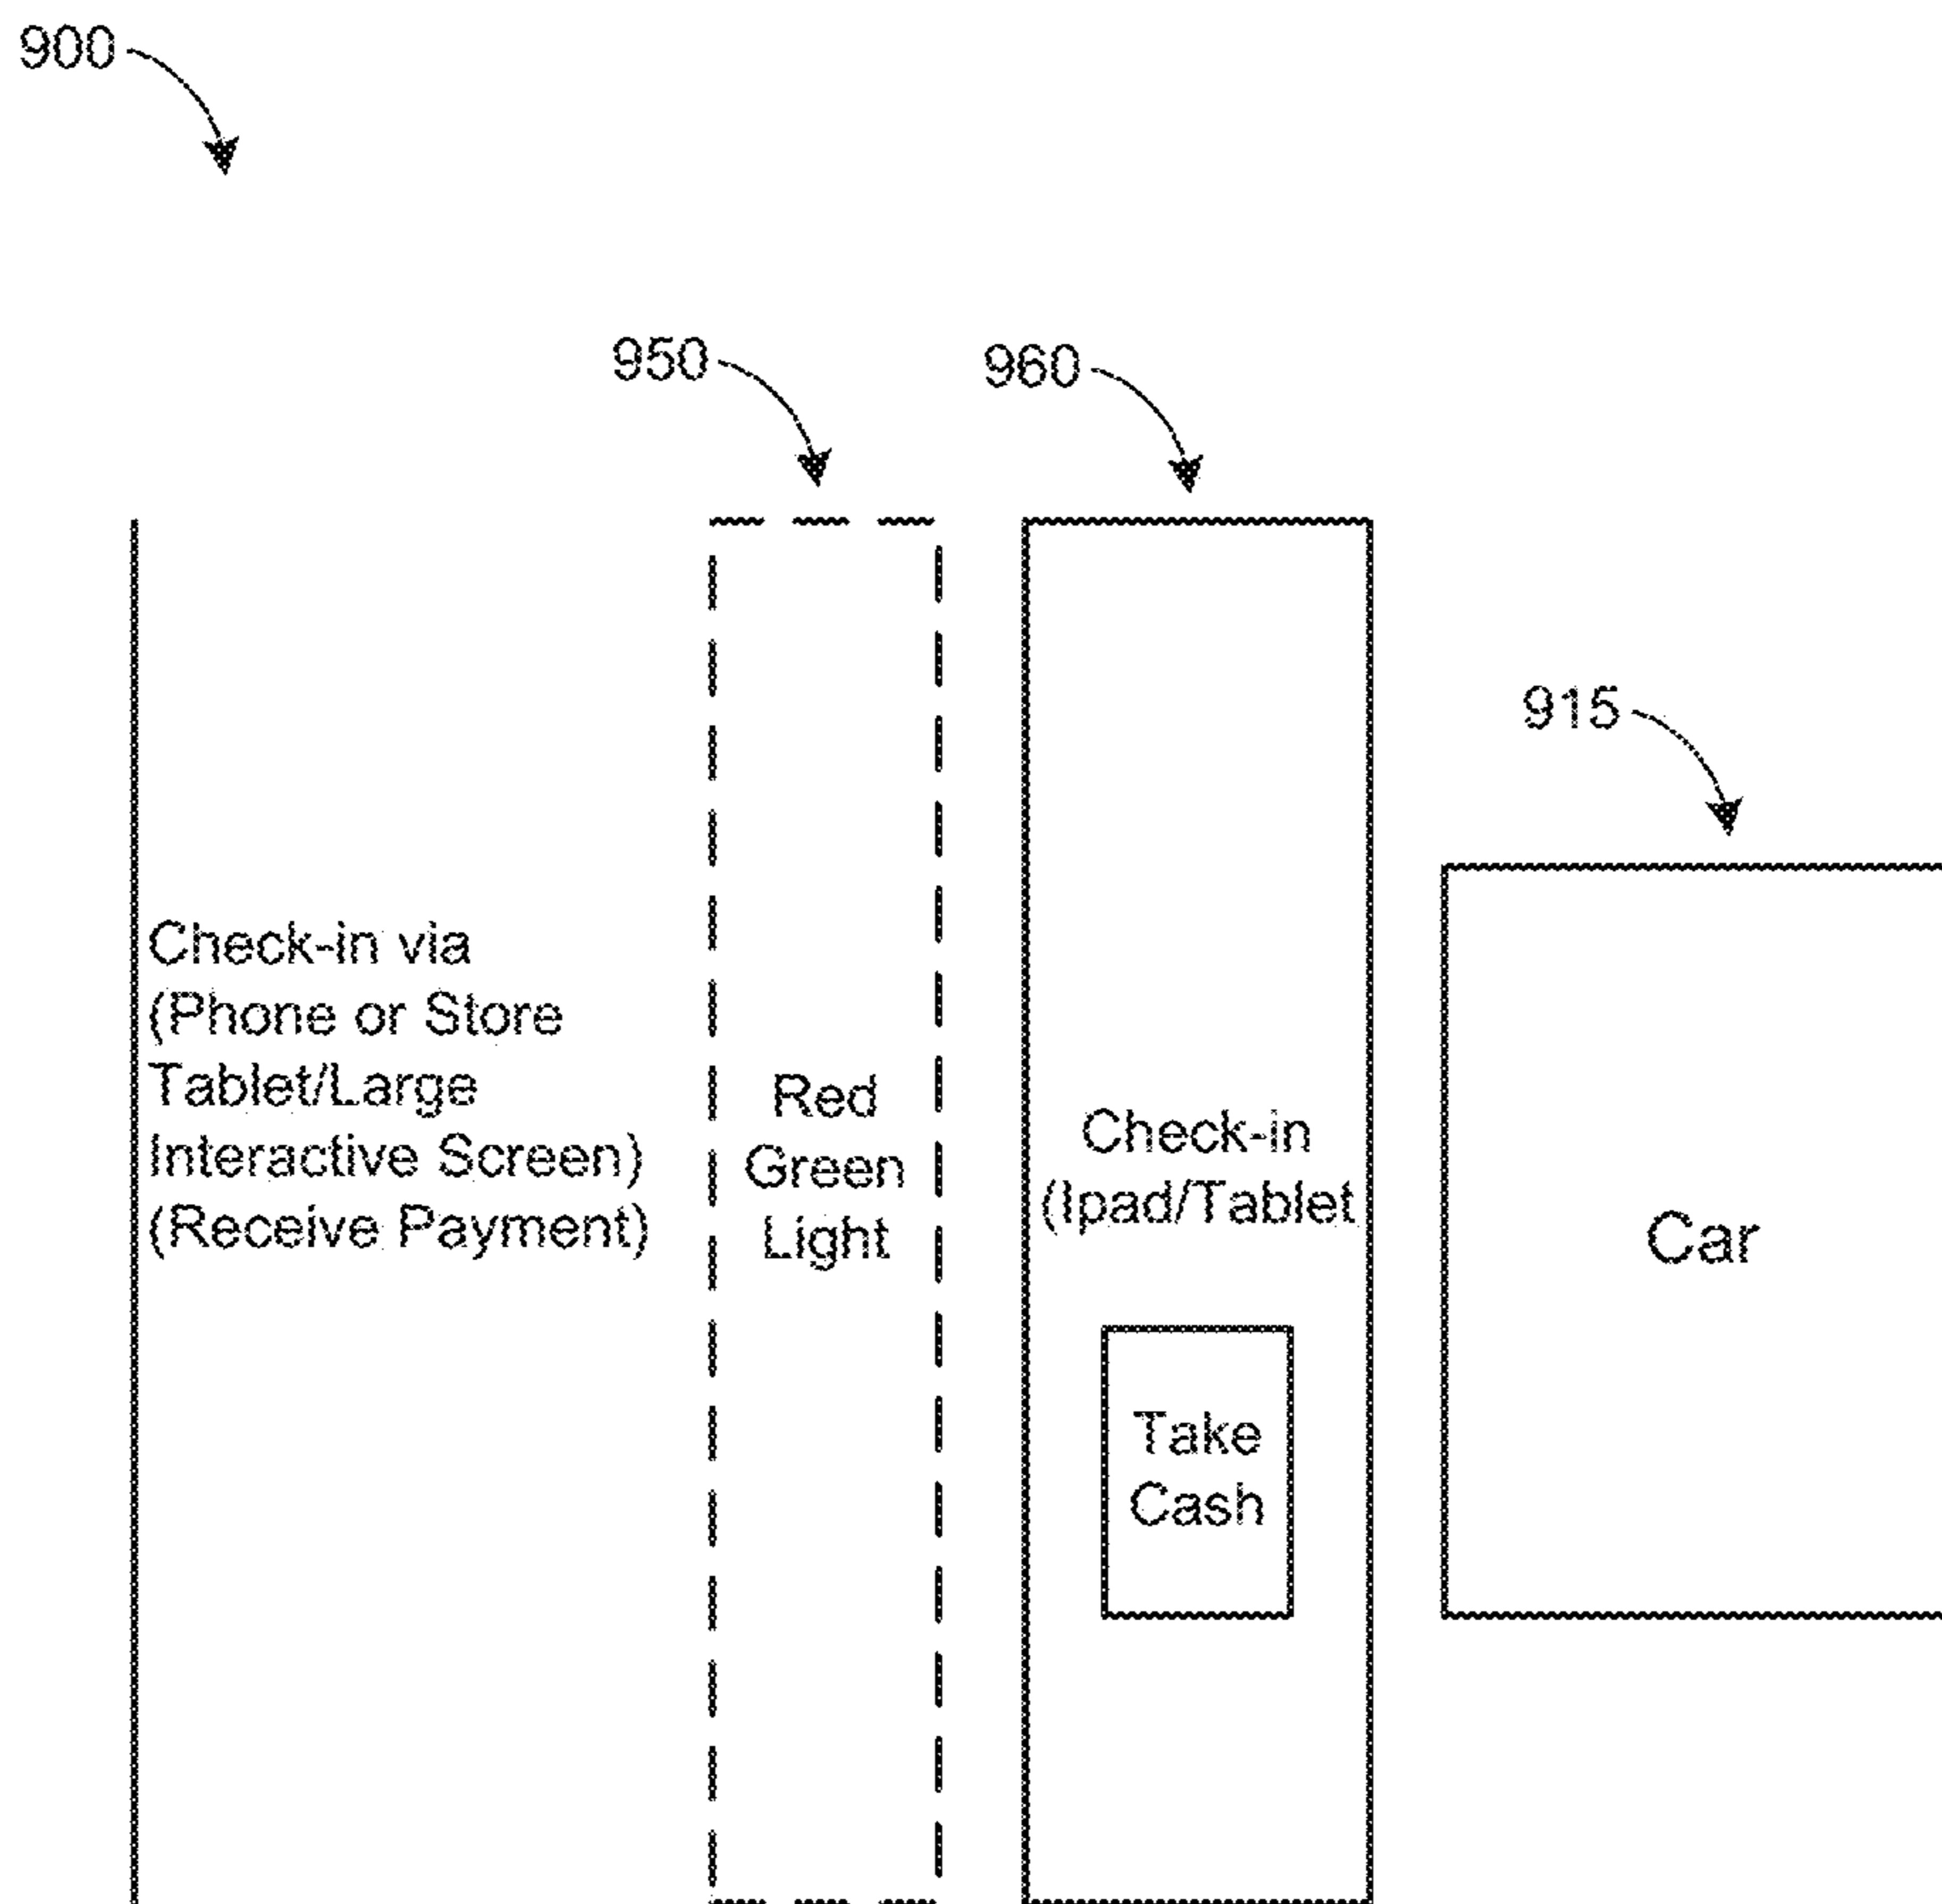 900
950
960
915
Check-in via
(Phone or Store
Tablet/Large
Interactive Screen)
(Receive Payment)
Red
Green
Light
Check-in
(Ipad/Tablet
Take
Cash
Car